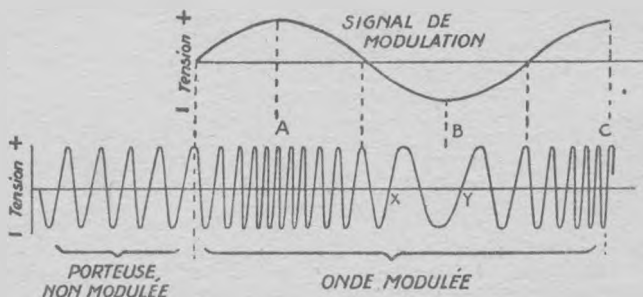 SIGNAL DE
MODULATION
+
Tension
-
A
B
C
+
Tension
-
X
Y
PORTEUSE
NON MODULÉE
ONDE MODULÉE